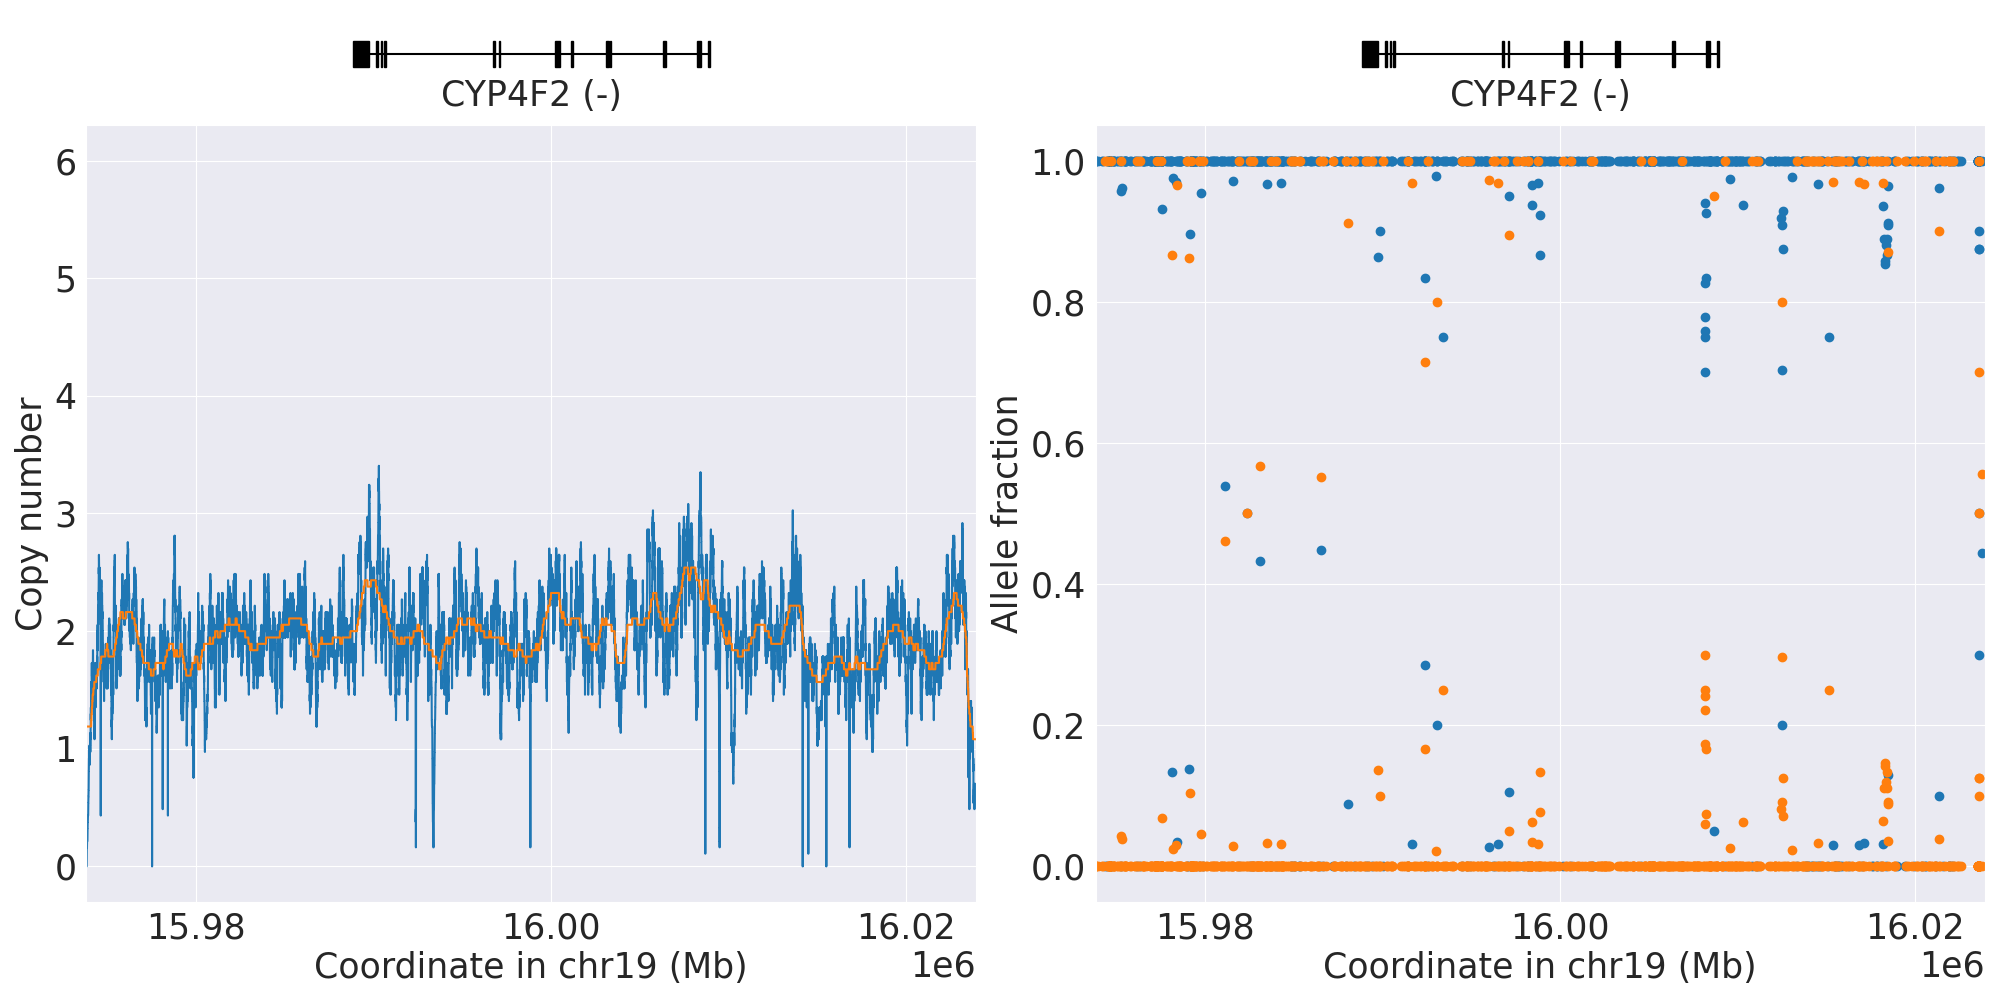 CYP4F2 (-)
CYP4F2 (-)
Copy number
6
5
4
3
2
1
0
15.98
16.00
16.02
Coordinate in chr19 (Mb)
1e6
Allele fraction
1.0
0.8
0.6
0.4
0.2
0.0
15.98
16.00
16.02
Coordinate in chr19 (Mb)
1e6